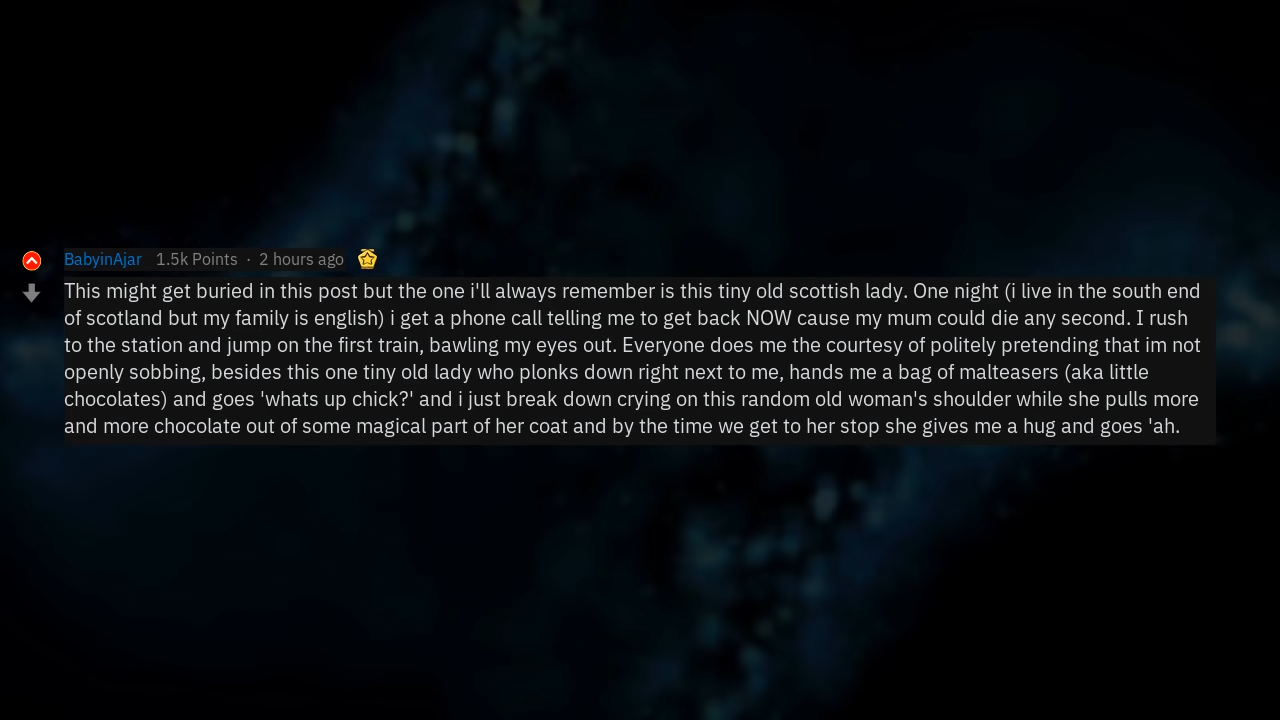 BabyinAjar 1.5k Points · 2 hours ago
This might get buried in this post but the one i'll always remember is this tiny old scottish lady. One night (i live in the south end
of scotland but my family is english) i get a phone call telling me to get back NOW cause my mum could die any second. I rush
to the station and jump on the first train, bawling my eyes out. Everyone does me the courtesy of politely pretending that im not
openly sobbing, besides this one tiny old lady who plonks down right next to me, hands me a bag of malteasers (aka little
chocolates) and goes 'whats up chick?' and i just break down crying on this random old woman's shoulder while she pulls more
and more chocolate out of some magical part of her coat and by the time we get to her stop she gives me a hug and goes 'ah.